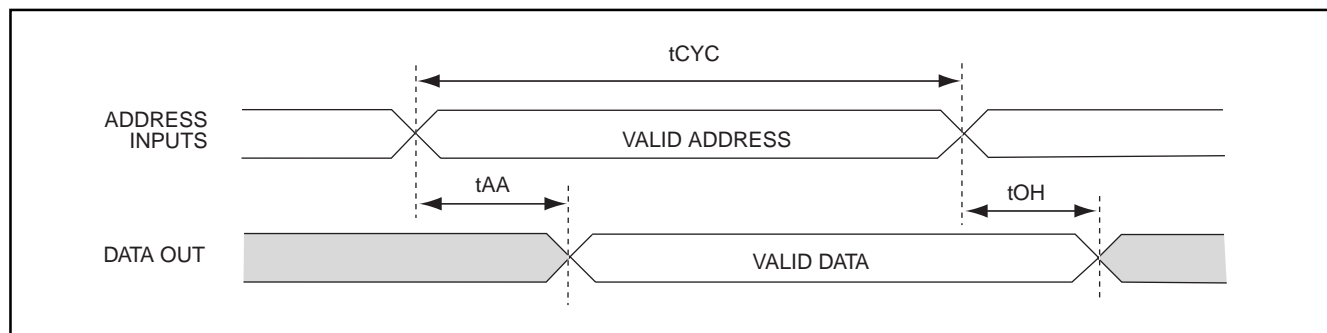 tCYC
ADDRESS
INPUTS
VALID ADDRESS
tAA
tOH
DATA OUT
VALID DATA